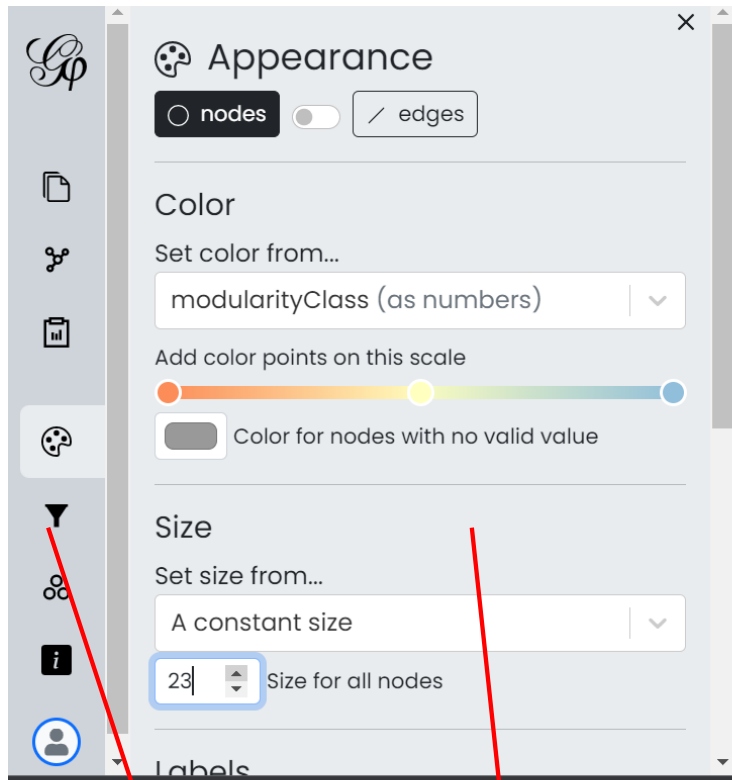 Appearance
nodes
edges
Color
Set color from...
modularityClass (as numbers)
Add color points on this scale
Color for nodes with no valid value
Size
Set size from...
A constant size
23
Size for all nodes
Labels
i